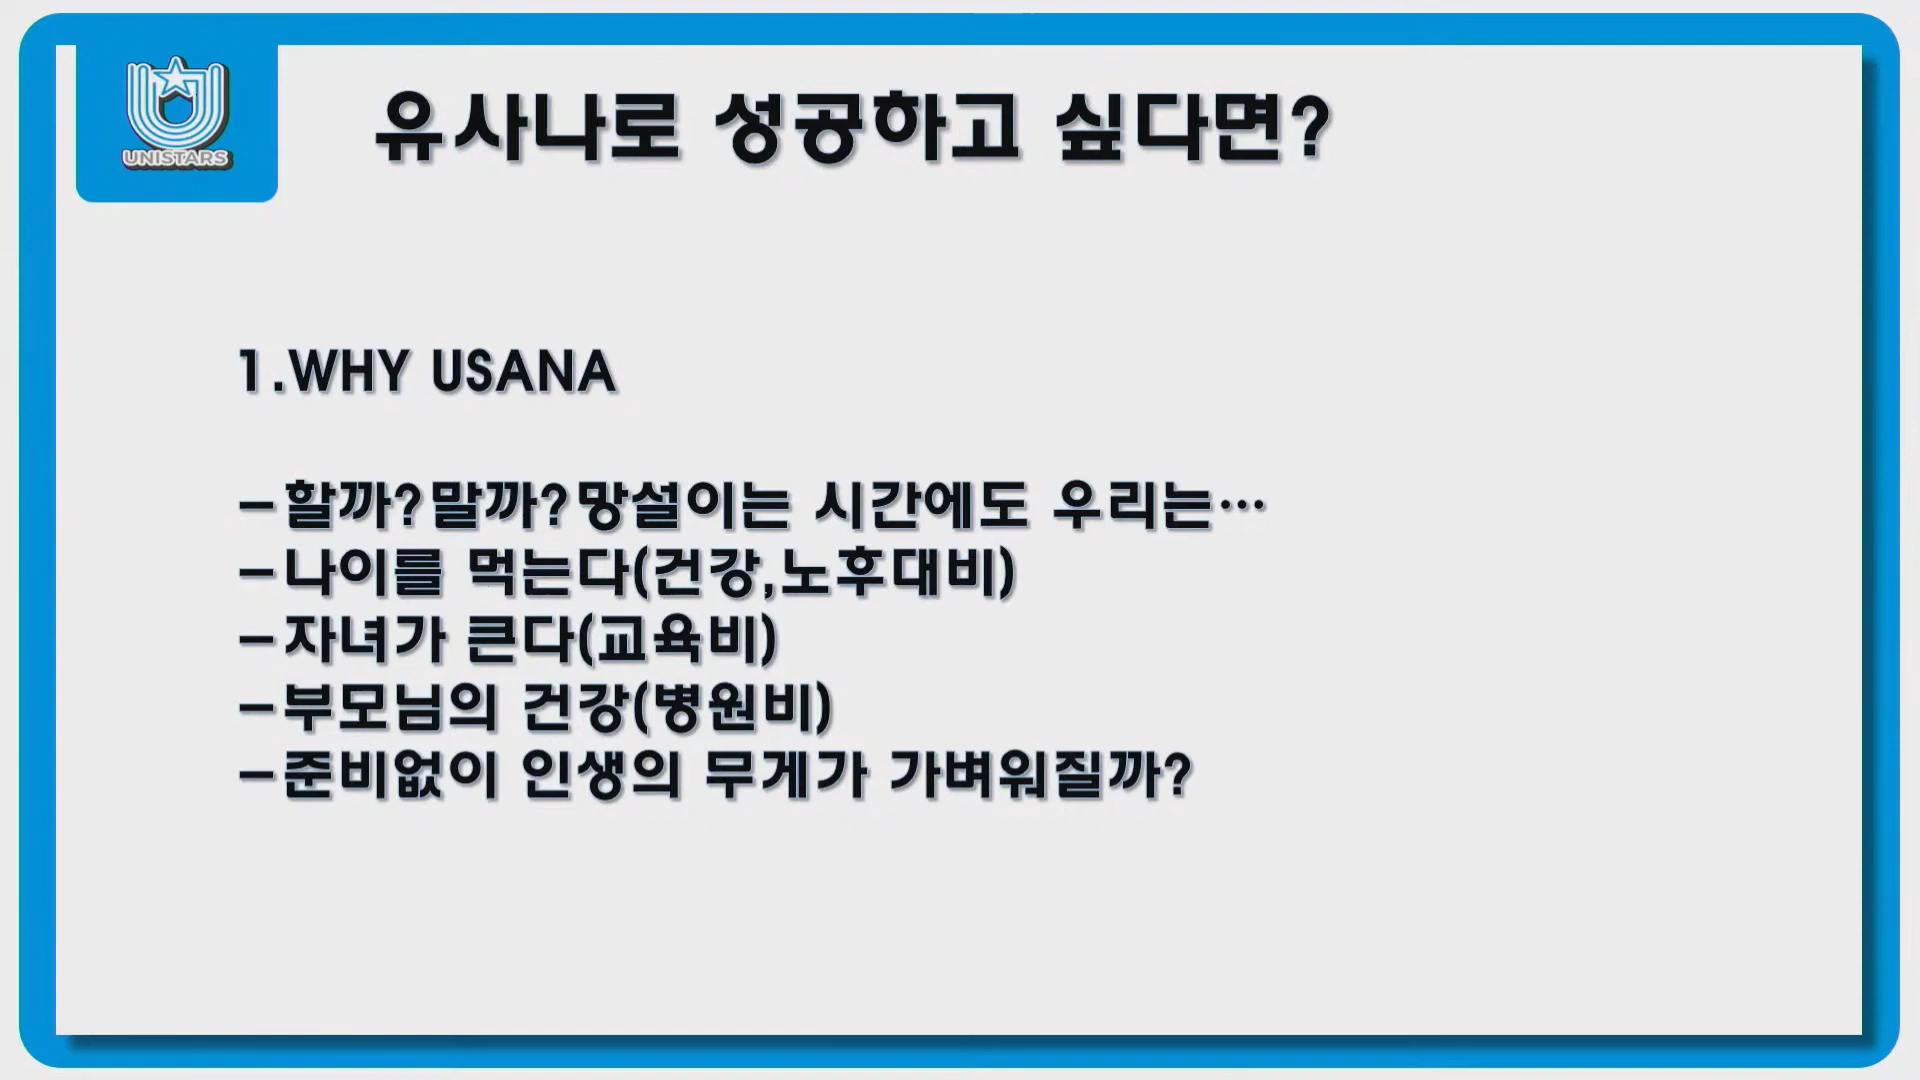 UNISTARS
유사나로 성공하고 싶다면?
1.WHY USANA
-할까?말까?망설이는 시간에도 우리는…
-나이를 먹는다(건강,노후대비)
-자녀가 큰다(교육비)
-부모님의 건강(병원비)
-준비없이 인생의 무게가 가벼워질까?